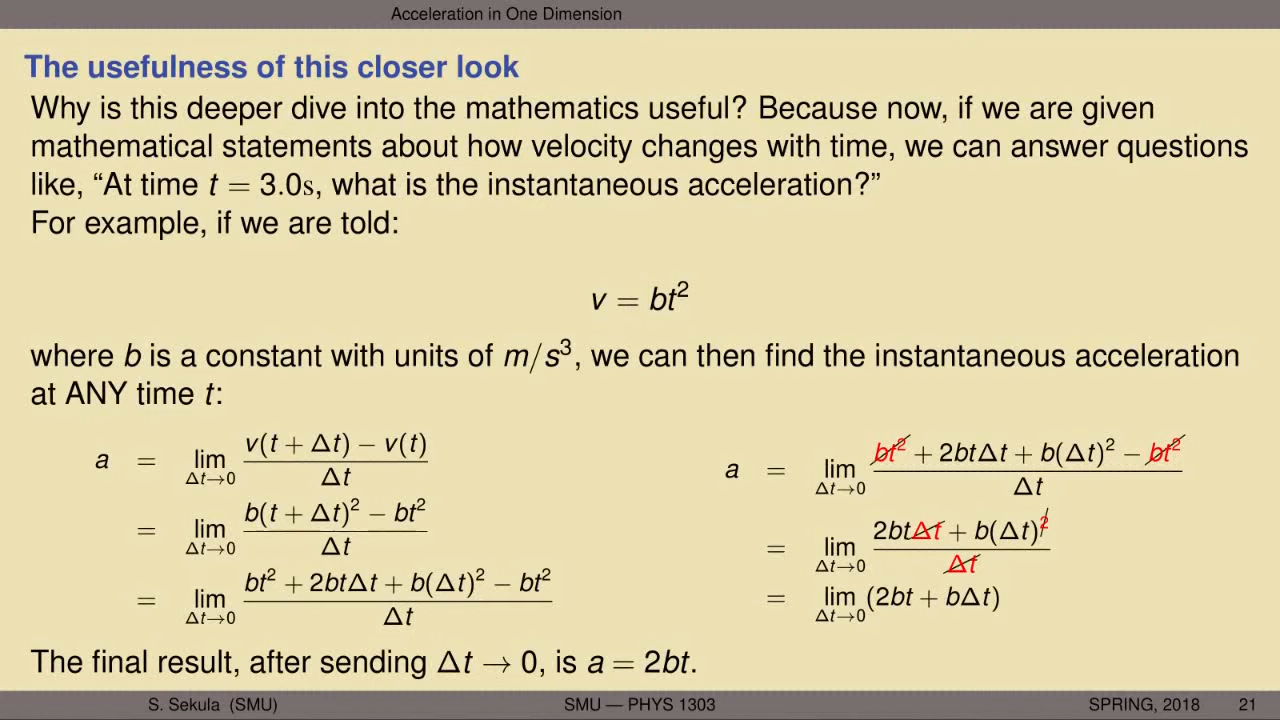 Acceleration in One Dimension
The usefulness of this closer look
Why is this deeper dive into the mathematics useful? Because now, if we are given
mathematical statements about how velocity changes with time, we can answer questions
like, “At time t = 3.0s, what is the instantaneous acceleration?”
For example, if we are told:
v = bt²
where b is a constant with units of m/s³, we can then find the instantaneous acceleration
at ANY time t:
a = lim_{Δt→0} (v(t + Δt) − v(t)) / Δt
= lim_{Δt→0} (b(t + Δt)² − bt²) / Δt
= lim_{Δt→0} (bt² + 2btΔt + b(Δt)² − bt²) / Δt
a = lim_{Δt→0} (bt² + 2btΔt + b(Δt)² − bt²) / Δt
= lim_{Δt→0} (2btΔt + b(Δt)²) / Δt
= lim_{Δt→0} (2bt + bΔt)
The final result, after sending Δt → 0, is a = 2bt.
S. Sekula (SMU) SMU — PHYS 1303 SPRING, 2018 21